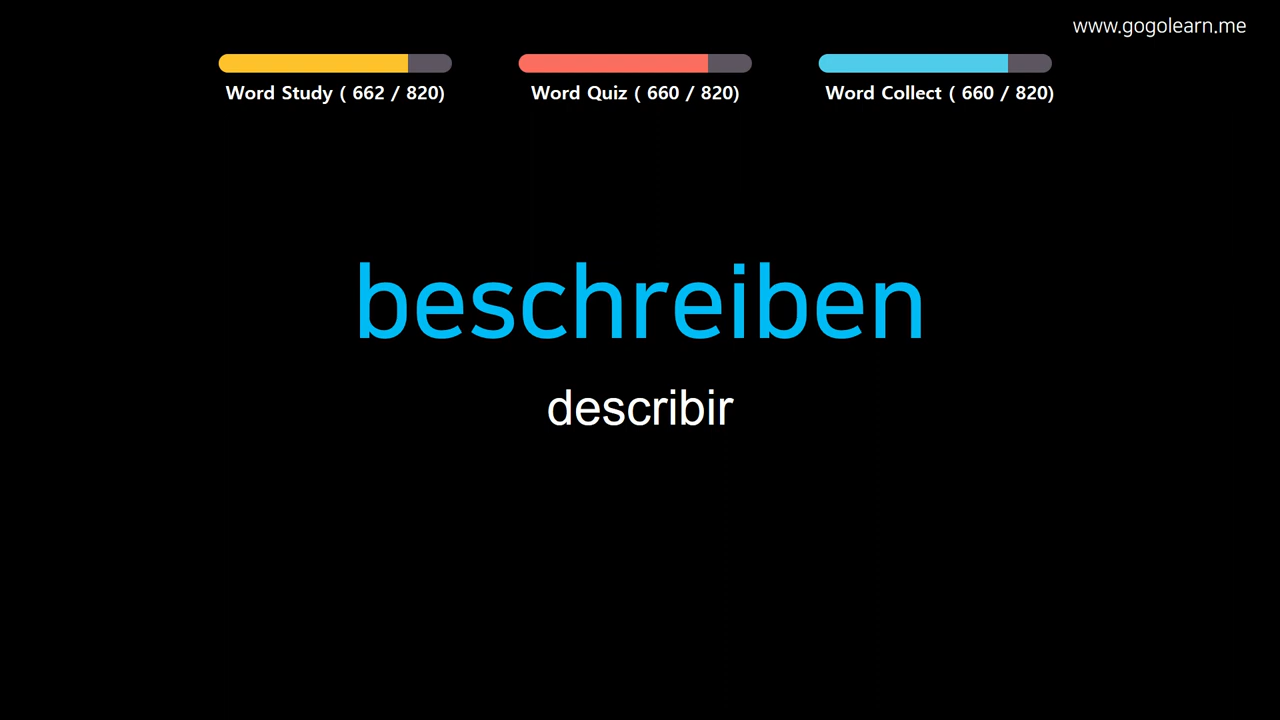 www.gogolearn.me
Word Study ( 662 / 820)
Word Quiz ( 660 / 820)
Word Collect ( 660 / 820)
beschreiben
describir